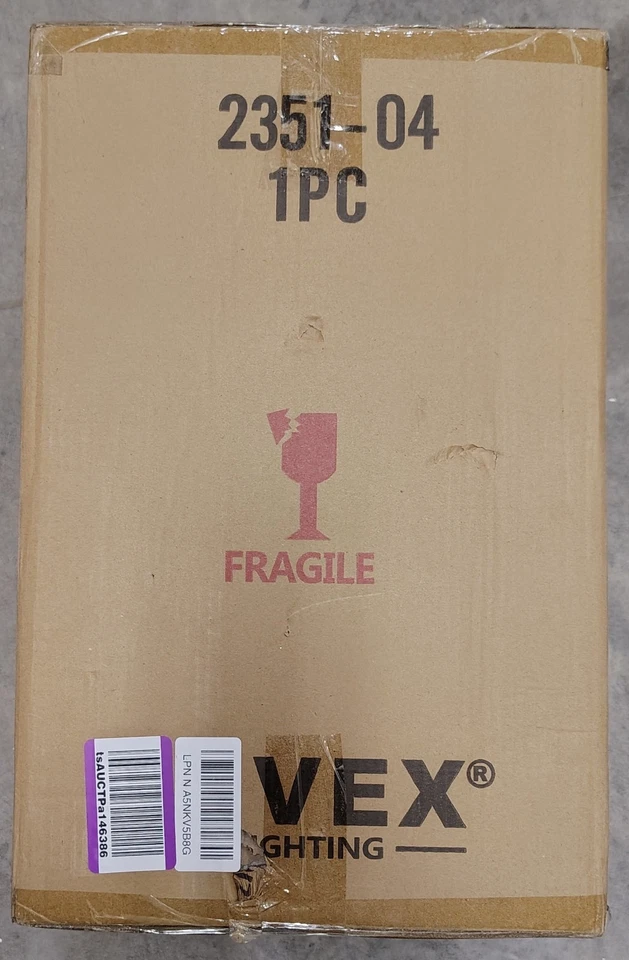 2351-04
1PC
FRAGILE
VEX®
GHTING
tsAUCTPa146386
LPN N A5NKV5B8G